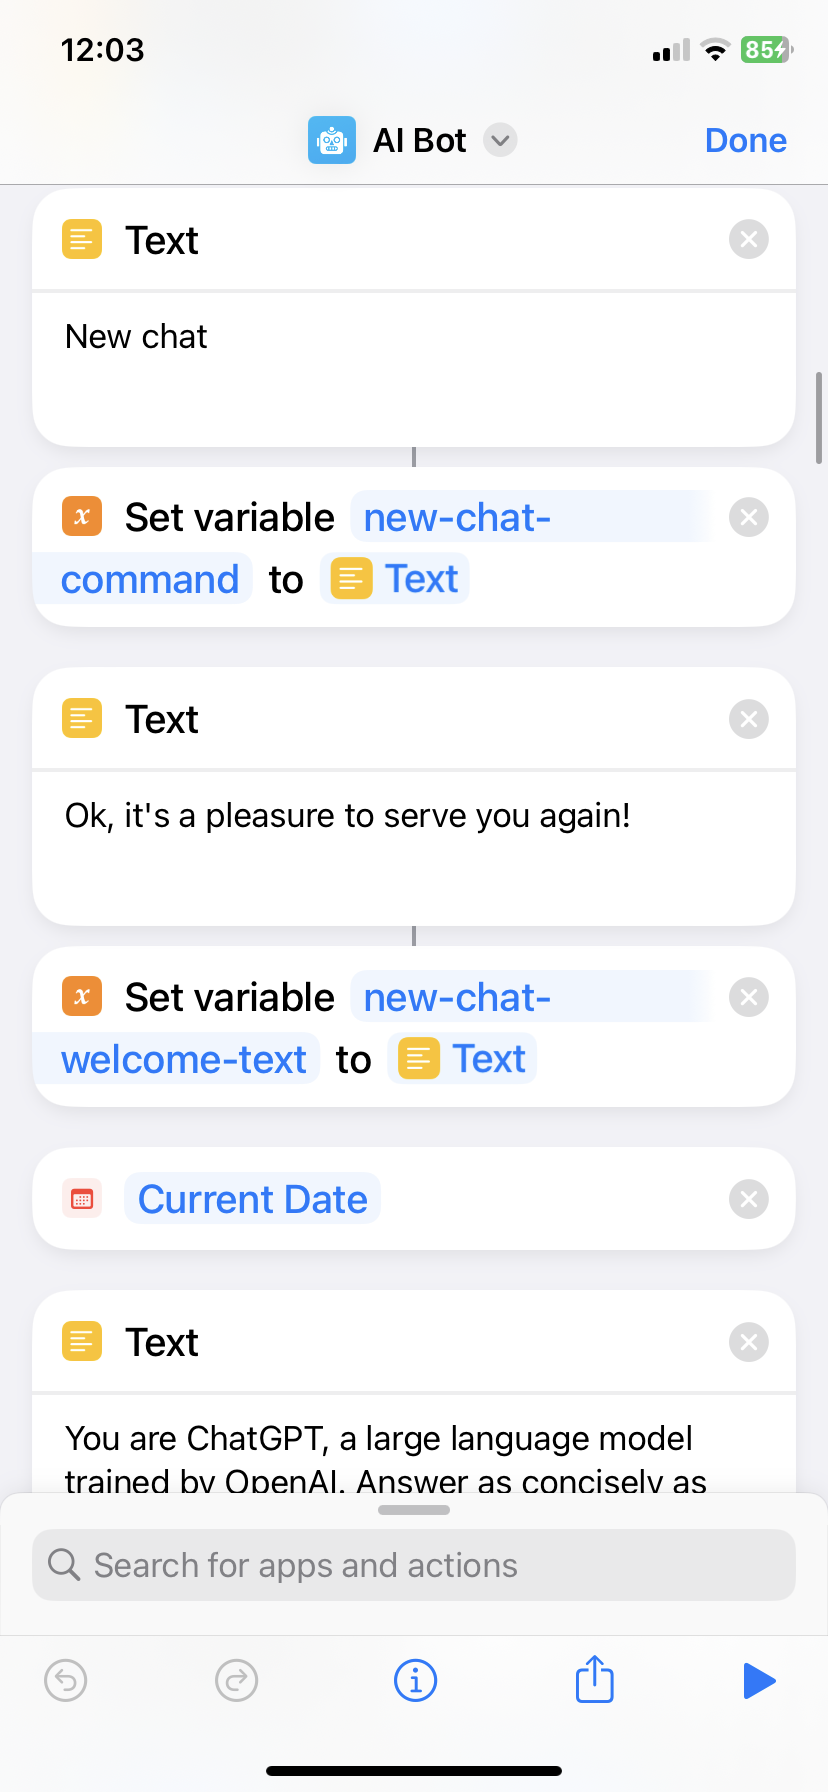 12:03
85
AI Bot
Done
Text
New chat
Set variable new-chat-
command to Text
Text
Ok, it's a pleasure to serve you again!
Set variable new-chat-
welcome-text to Text
Current Date
Text
You are ChatGPT, a large language model
trained by OpenAI. Answer as concisely as
Search for apps and actions